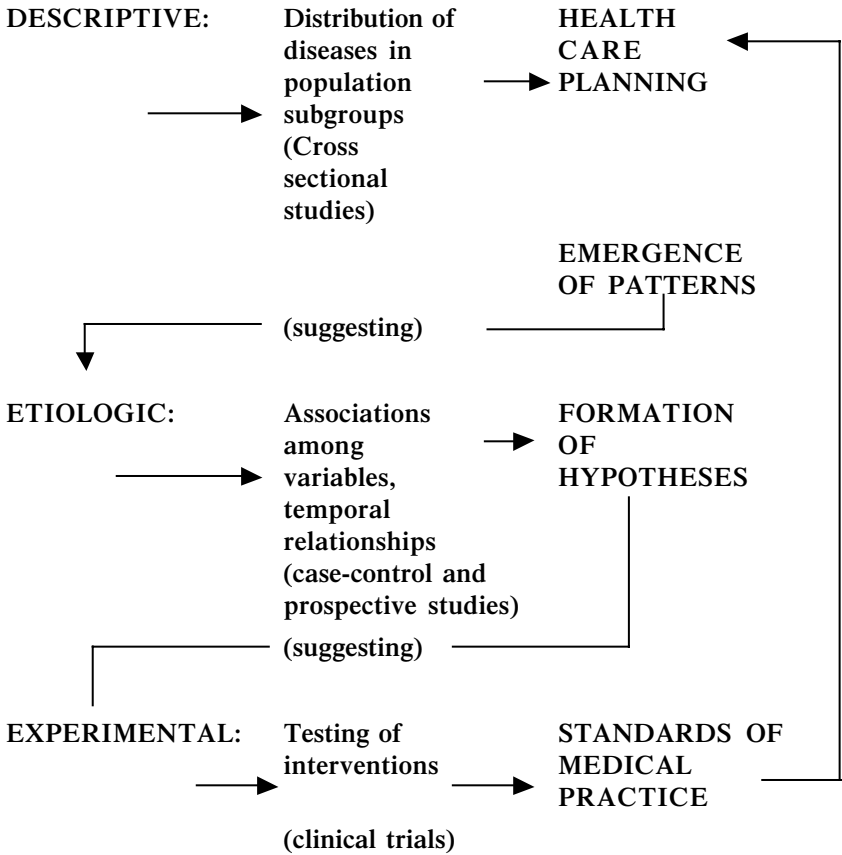 DESCRIPTIVE:
Distribution of
diseases in
population
subgroups
(Cross
sectional
studies)
HEALTH
CARE
PLANNING
EMERGENCE
OF PATTERNS
(suggesting)
ETIOLOGIC:
Associations
among
variables,
temporal
relationships
(case-control and
prospective studies)
FORMATION
OF
HYPOTHESES
(suggesting)
EXPERIMENTAL:
Testing of
interventions
(clinical trials)
STANDARDS OF
MEDICAL
PRACTICE